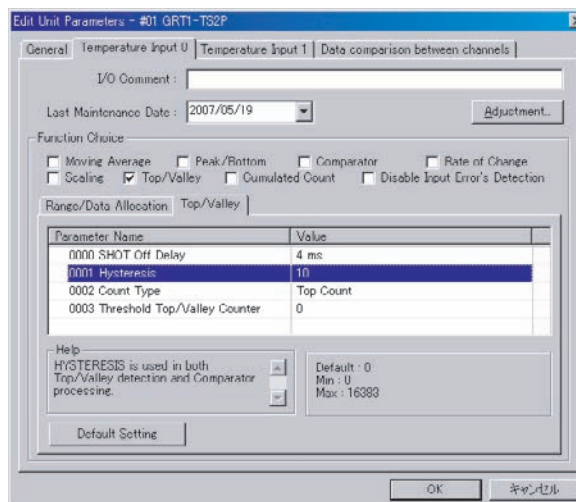 Edit Unit Parameters - #01 GRT1-TS2P
General Temperature Input 0 Temperature Input 1 Data comparison between channels
I/O Comment :
Last Maintenance Date : 2007/05/19 Adjustment...
Function Choice
Moving Average Peak/Bottom Comparator Rate of Change
Scaling Top/Valley Cumulated Count Disable Input Error's Detection
Range/Data Allocation Top/Valley
Parameter Name Value
0000 SHOT Off Delay 4 ms
0001 Hysteresis 10
0002 Count Type Top Count
0003 Threshold Top/Valley Counter 0
Help
HYSTERESIS is used in both
Top/Valley detection and Comparator
processing.
Default : 0
Min : 0
Max : 16383
Default Setting
OK キャンセル